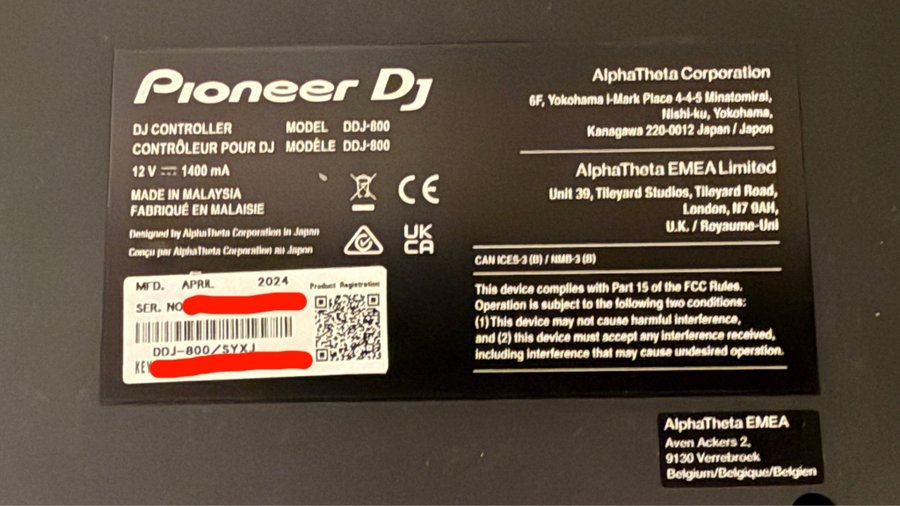 Pioneer DJ
DJ CONTROLLER MODEL DDJ-800
CONTRÔLEUR POUR DJ MODÈLE DDJ-800
12 V ⎓ 1400 mA
MADE IN MALAYSIA
FABRIQUÉ EN MALAISIE
Designed by AlphaTheta Corporation in Japan
Conçu par AlphaTheta Corporation au Japon
CE
UK
CA
MFD. APRIL 2024
Product Registration
SER. NO
DDJ-800/SYXJ
KEY
AlphaTheta Corporation
6F, Yokohama i-Mark Place 4-4-5 Minatomirai,
Nishi-ku, Yokohama,
Kanagawa 220-0012 Japan / Japon
AlphaTheta EMEA Limited
Unit 39, Tileyard Studios, Tileyard Road,
London, N7 9AH,
U.K. / Royaume-Uni
CAN ICES-3 (B) / NMB-3 (B)
This device complies with Part 15 of the FCC Rules.
Operation is subject to the following two conditions:
(1) This device may not cause harmful interference,
and (2) this device must accept any interference received,
including interference that may cause undesired operation.
AlphaTheta EMEA
Aven Ackers 2,
9130 Verrebroek
Belgium/Belgique/Belgien